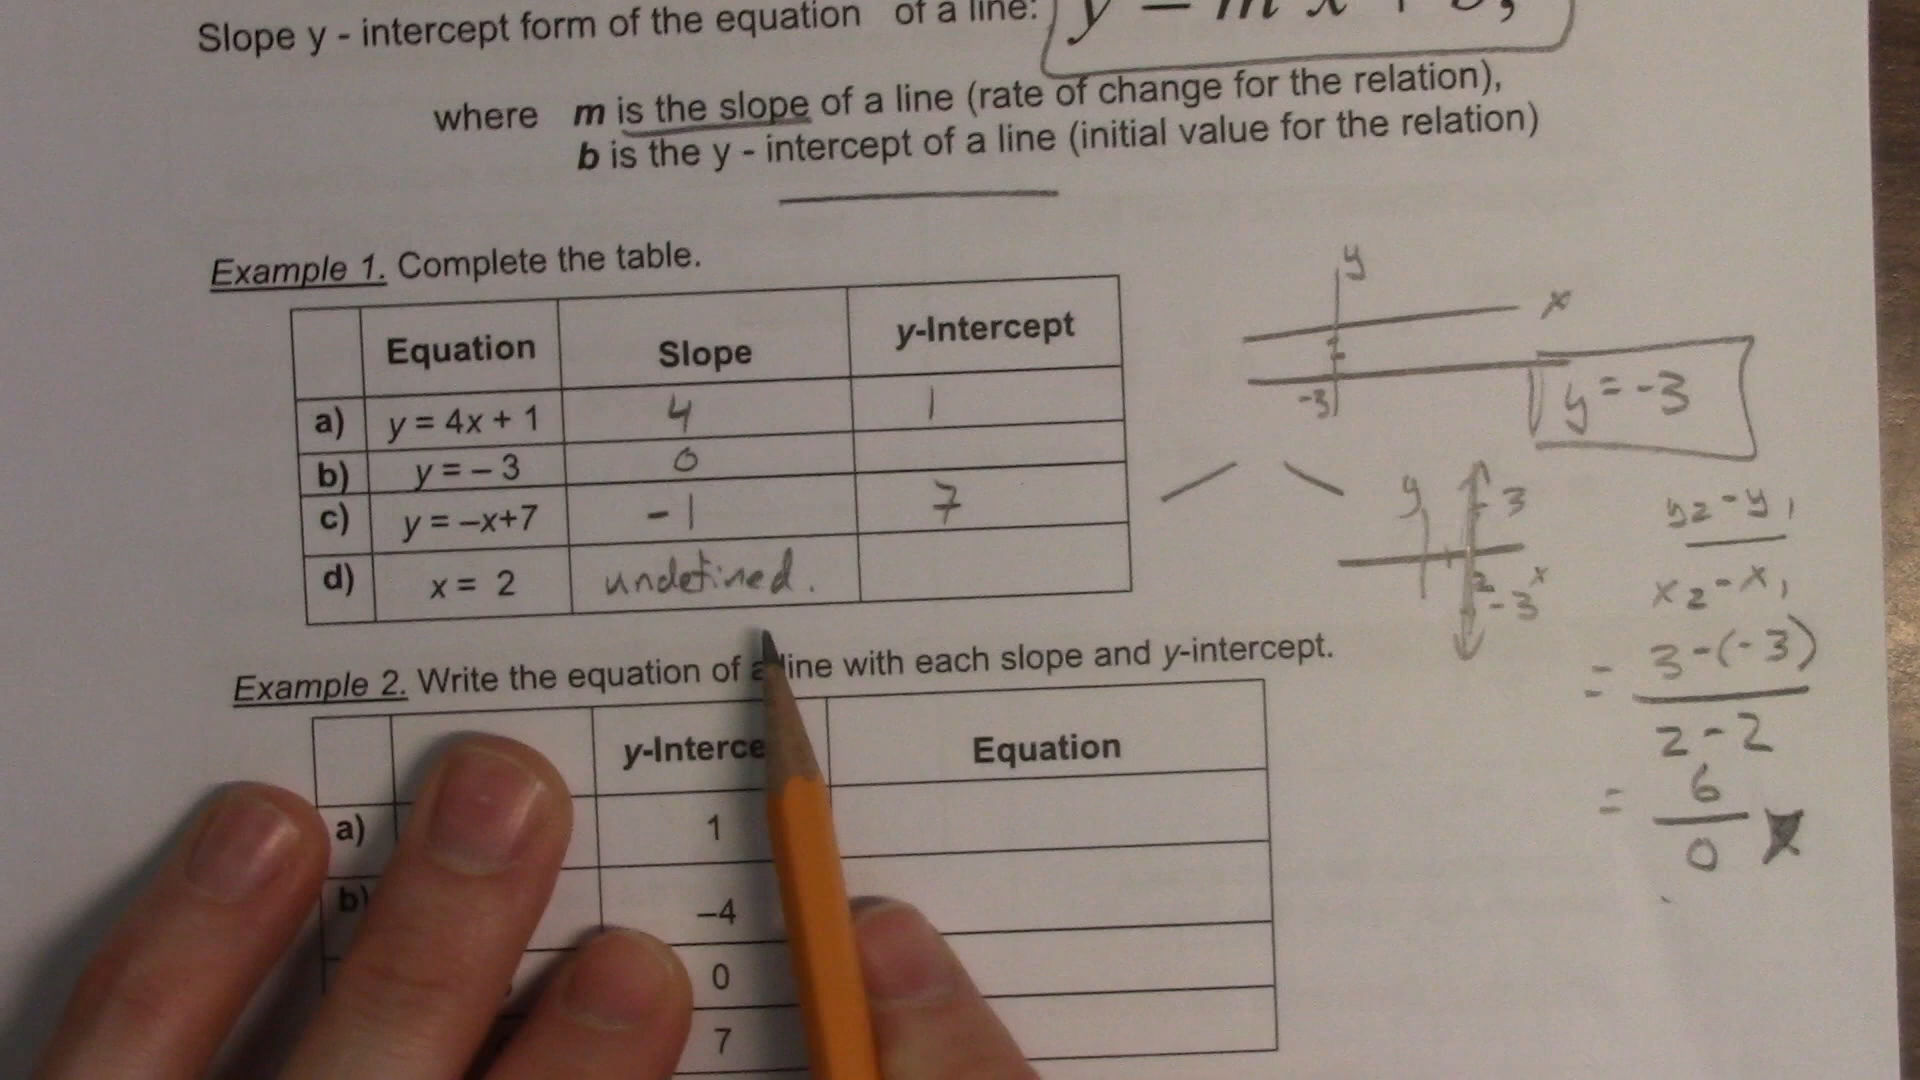 Slope y - intercept form of the equation of a line: y = m x + b,
where m is the slope of a line (rate of change for the relation),
b is the y - intercept of a line (initial value for the relation)
Example 1. Complete the table.
Equation Slope y-Intercept
a) y = 4x + 1 4 1
b) y = – 3 0
c) y = –x+7 -1 7
d) x = 2 undefined.
y
x
-3
y = -3
y 3
2 x
-3
y2 - y1
x2 - x1
= 3-(-3)
2 - 2
= 6
0
Example 2. Write the equation of a line with each slope and y-intercept.
y-Interce Equation
a) 1
b) –4
0
7